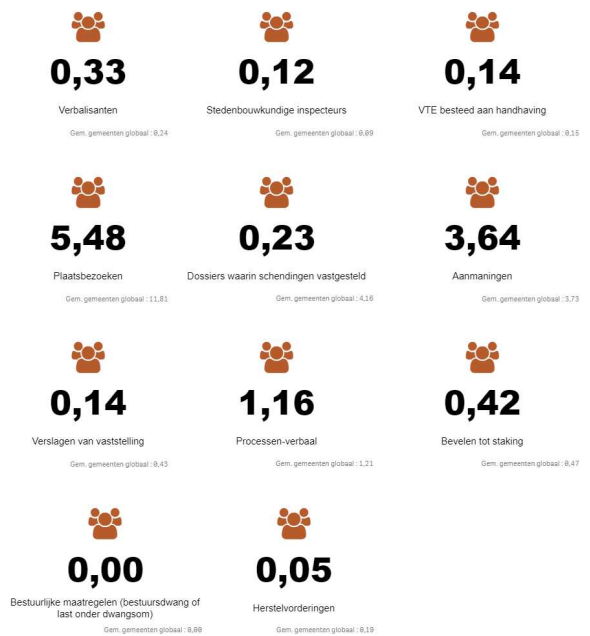 0,33
Verbalisanten
Gem. gemeenten globaal : 0,24
0,12
Stedenbouwkundige inspecteurs
Gem. gemeenten globaal : 0,09
0,14
VTE besteed aan handhaving
Gem. gemeenten globaal : 0,15
5,48
Plaatsbezoeken
Gem. gemeenten globaal : 11,81
0,23
Dossiers waarin schendingen vastgesteld
Gem. gemeenten globaal : 4,16
3,64
Aanmaningen
Gem. gemeenten globaal : 3,73
0,14
Verslagen van vaststelling
Gem. gemeenten globaal : 0,43
1,16
Processen-verbaal
Gem. gemeenten globaal : 1,21
0,42
Bevelen tot staking
Gem. gemeenten globaal : 0,47
0,00
Bestuurlijke maatregelen (bestuursdwang of
last onder dwangsom)
Gem. gemeenten globaal : 0,00
0,05
Herstelvorderingen
Gem. gemeenten globaal : 0,19